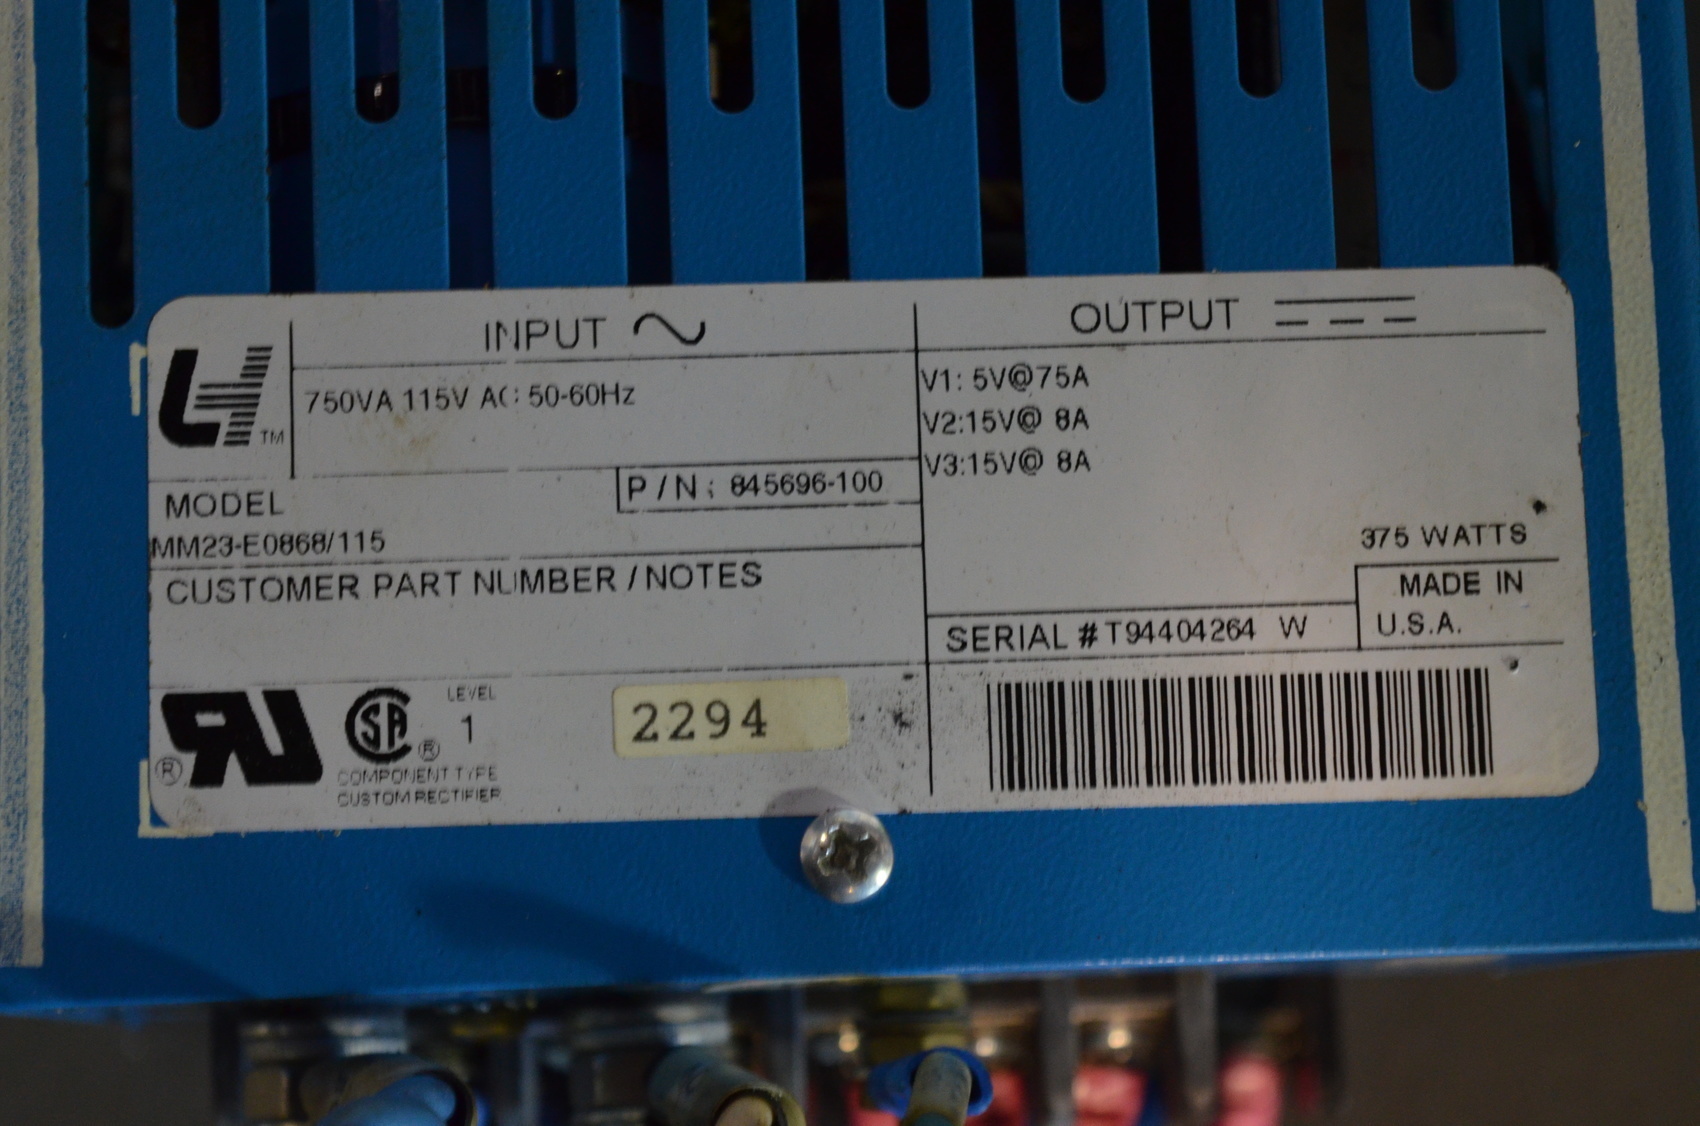 INPUT
750VA 115V AC: 50-60Hz
TM
MODEL
P/N: 845696-100
MM23-E0868/115
CUSTOMER PART NUMBER / NOTES
OUTPUT
V1: 5V@75A
V2:15V@ 8A
V3:15V@ 8A
375 WATTS
MADE IN
U.S.A.
SERIAL # T94404264 W
LEVEL
1
COMPONENT TYPE
CUSTOM RECTIFIER
2294